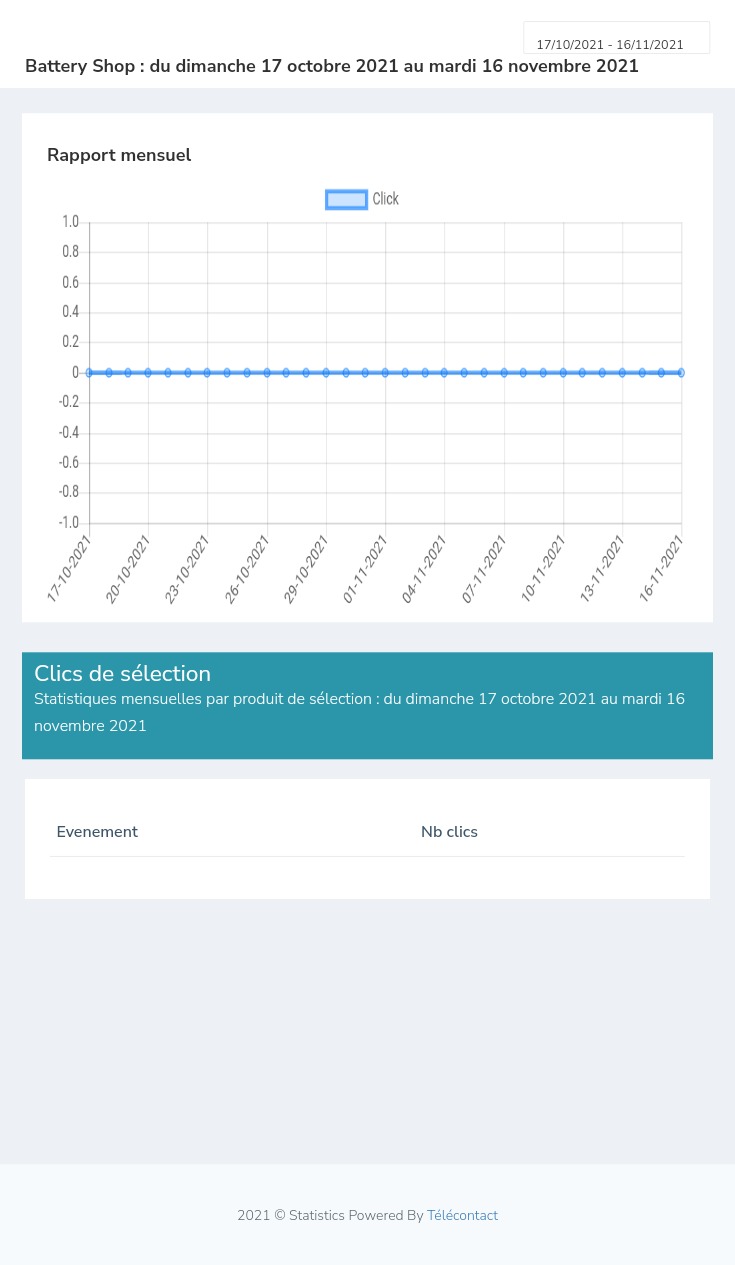 17/10/2021 - 16/11/2021
Battery Shop : du dimanche 17 octobre 2021 au mardi 16 novembre 2021
Rapport mensuel
Click
1.0
0.8
0.6
0.4
0.2
0
-0.2
-0.4
-0.6
-0.8
-1.0
17-10-2021
20-10-2021
23-10-2021
26-10-2021
29-10-2021
01-11-2021
04-11-2021
07-11-2021
10-11-2021
13-11-2021
16-11-2021
Clics de sélection
Statistiques mensuelles par produit de sélection : du dimanche 17 octobre 2021 au mardi 16
novembre 2021
Evenement Nb clics
2021 © Statistics Powered By Télécontact